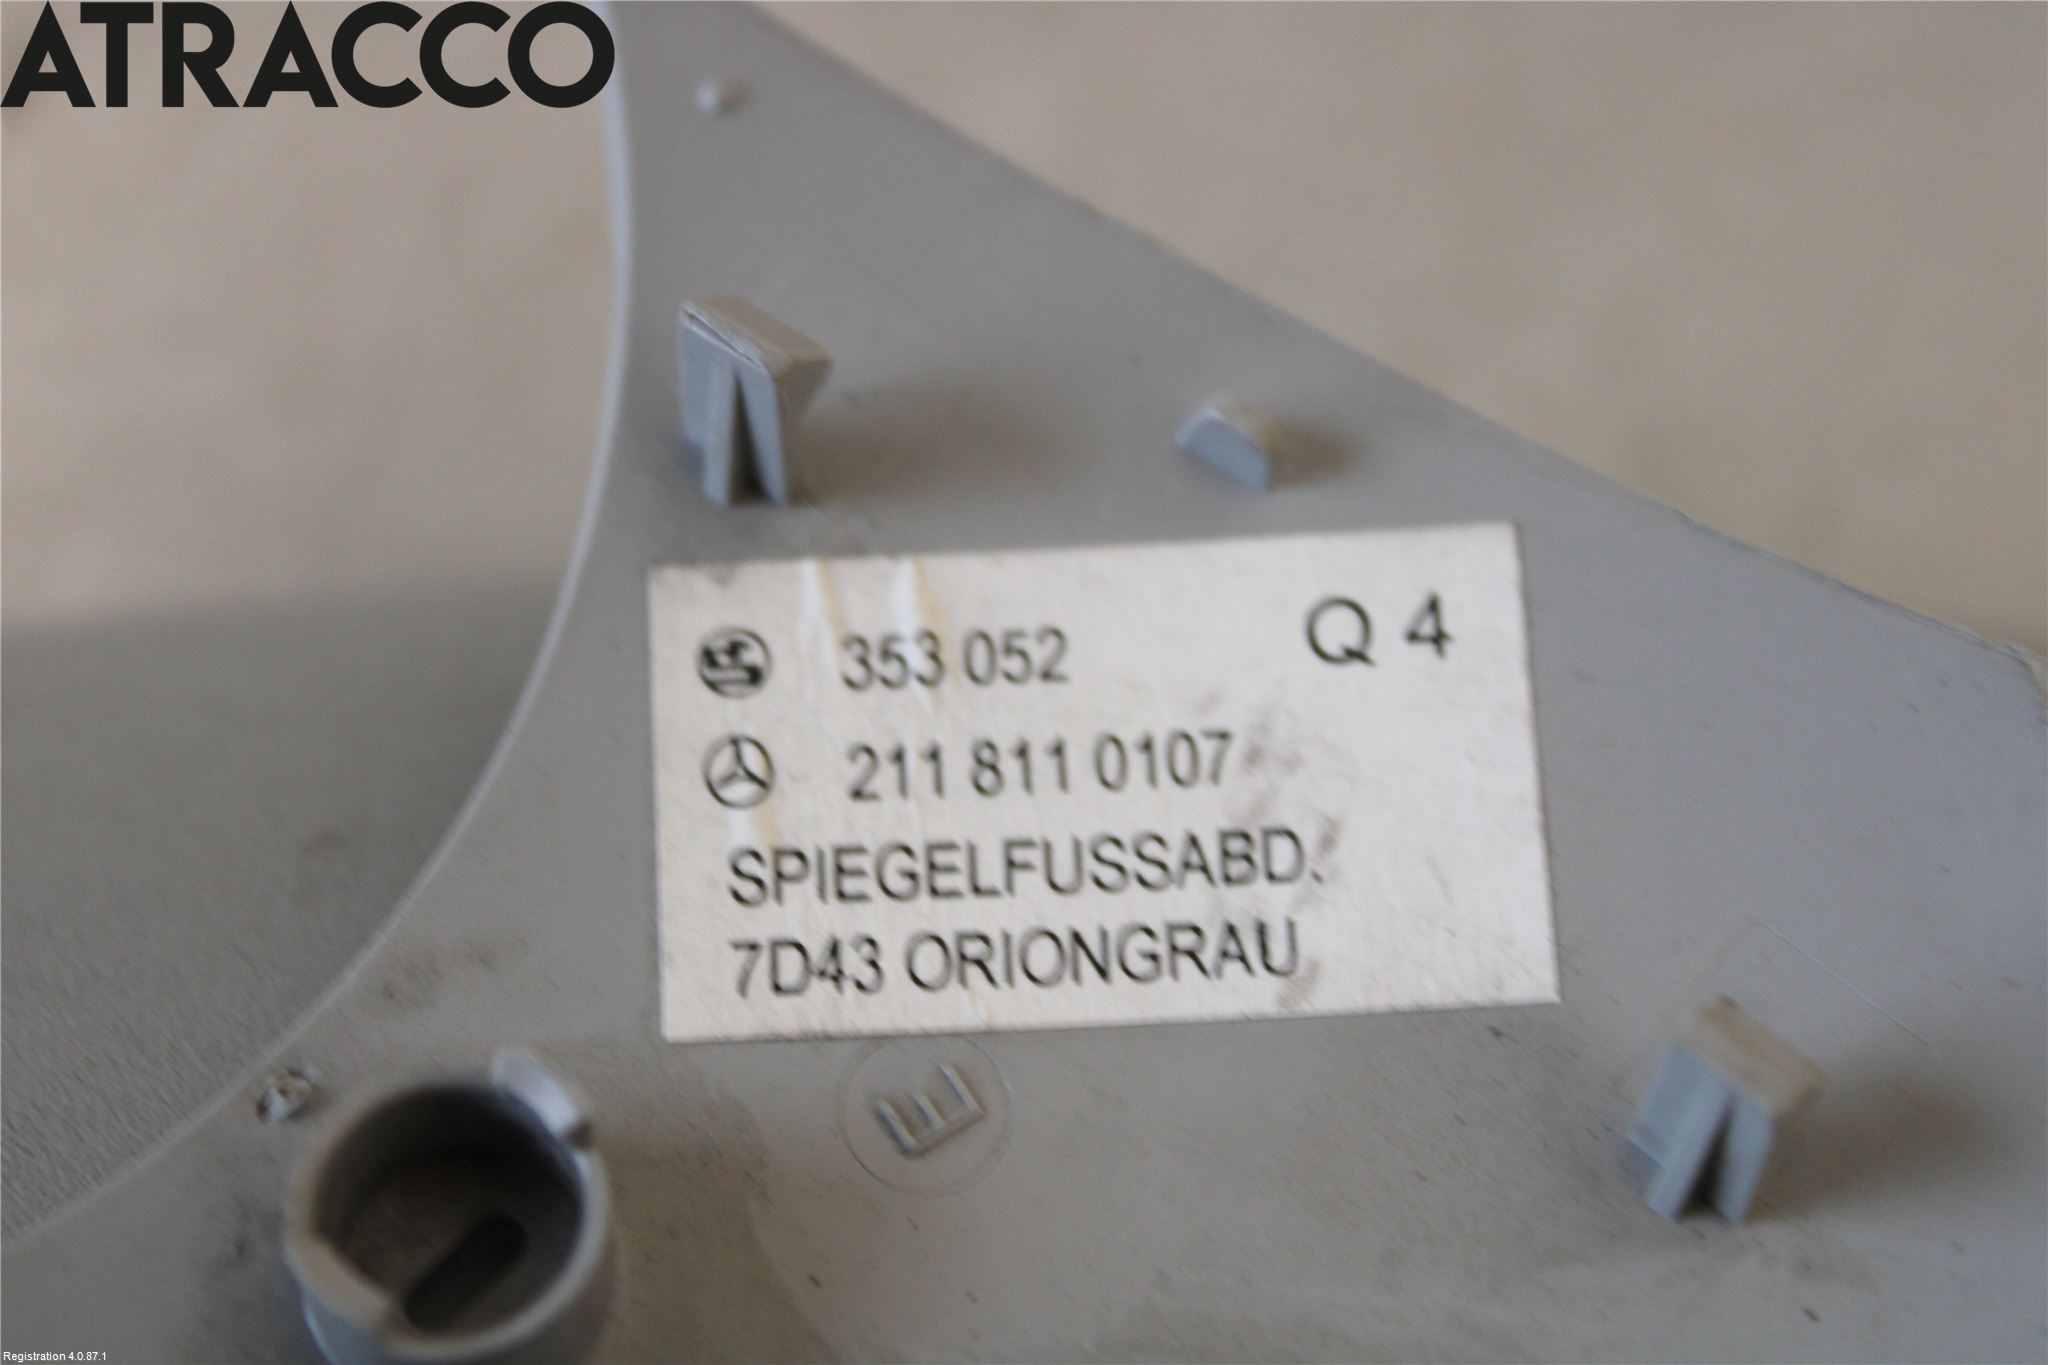 ATRACCO
353 052 Q 4
211 811 0107
SPIEGELFUSSABD.
7D43 ORIONGRAU
E
Registration 4.0.87.1